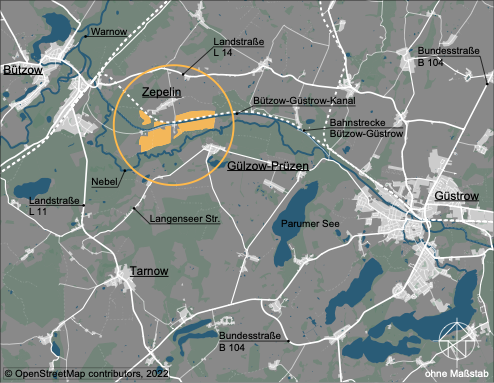 Warnow
Landstraße
L 14
Bundesstraße
B 104
Bützow
Zepelin
Bützow-Güstrow-Kanal
Bahnstrecke
Bützow-Güstrow
Gülzow-Prüzen
Nebel
Landstraße
L 11
Langenseer Str.
Güstrow
Parumer See
Tarnow
Bundesstraße
B 104
© OpenStreetMap contributors, 2022
ohne Maßstab